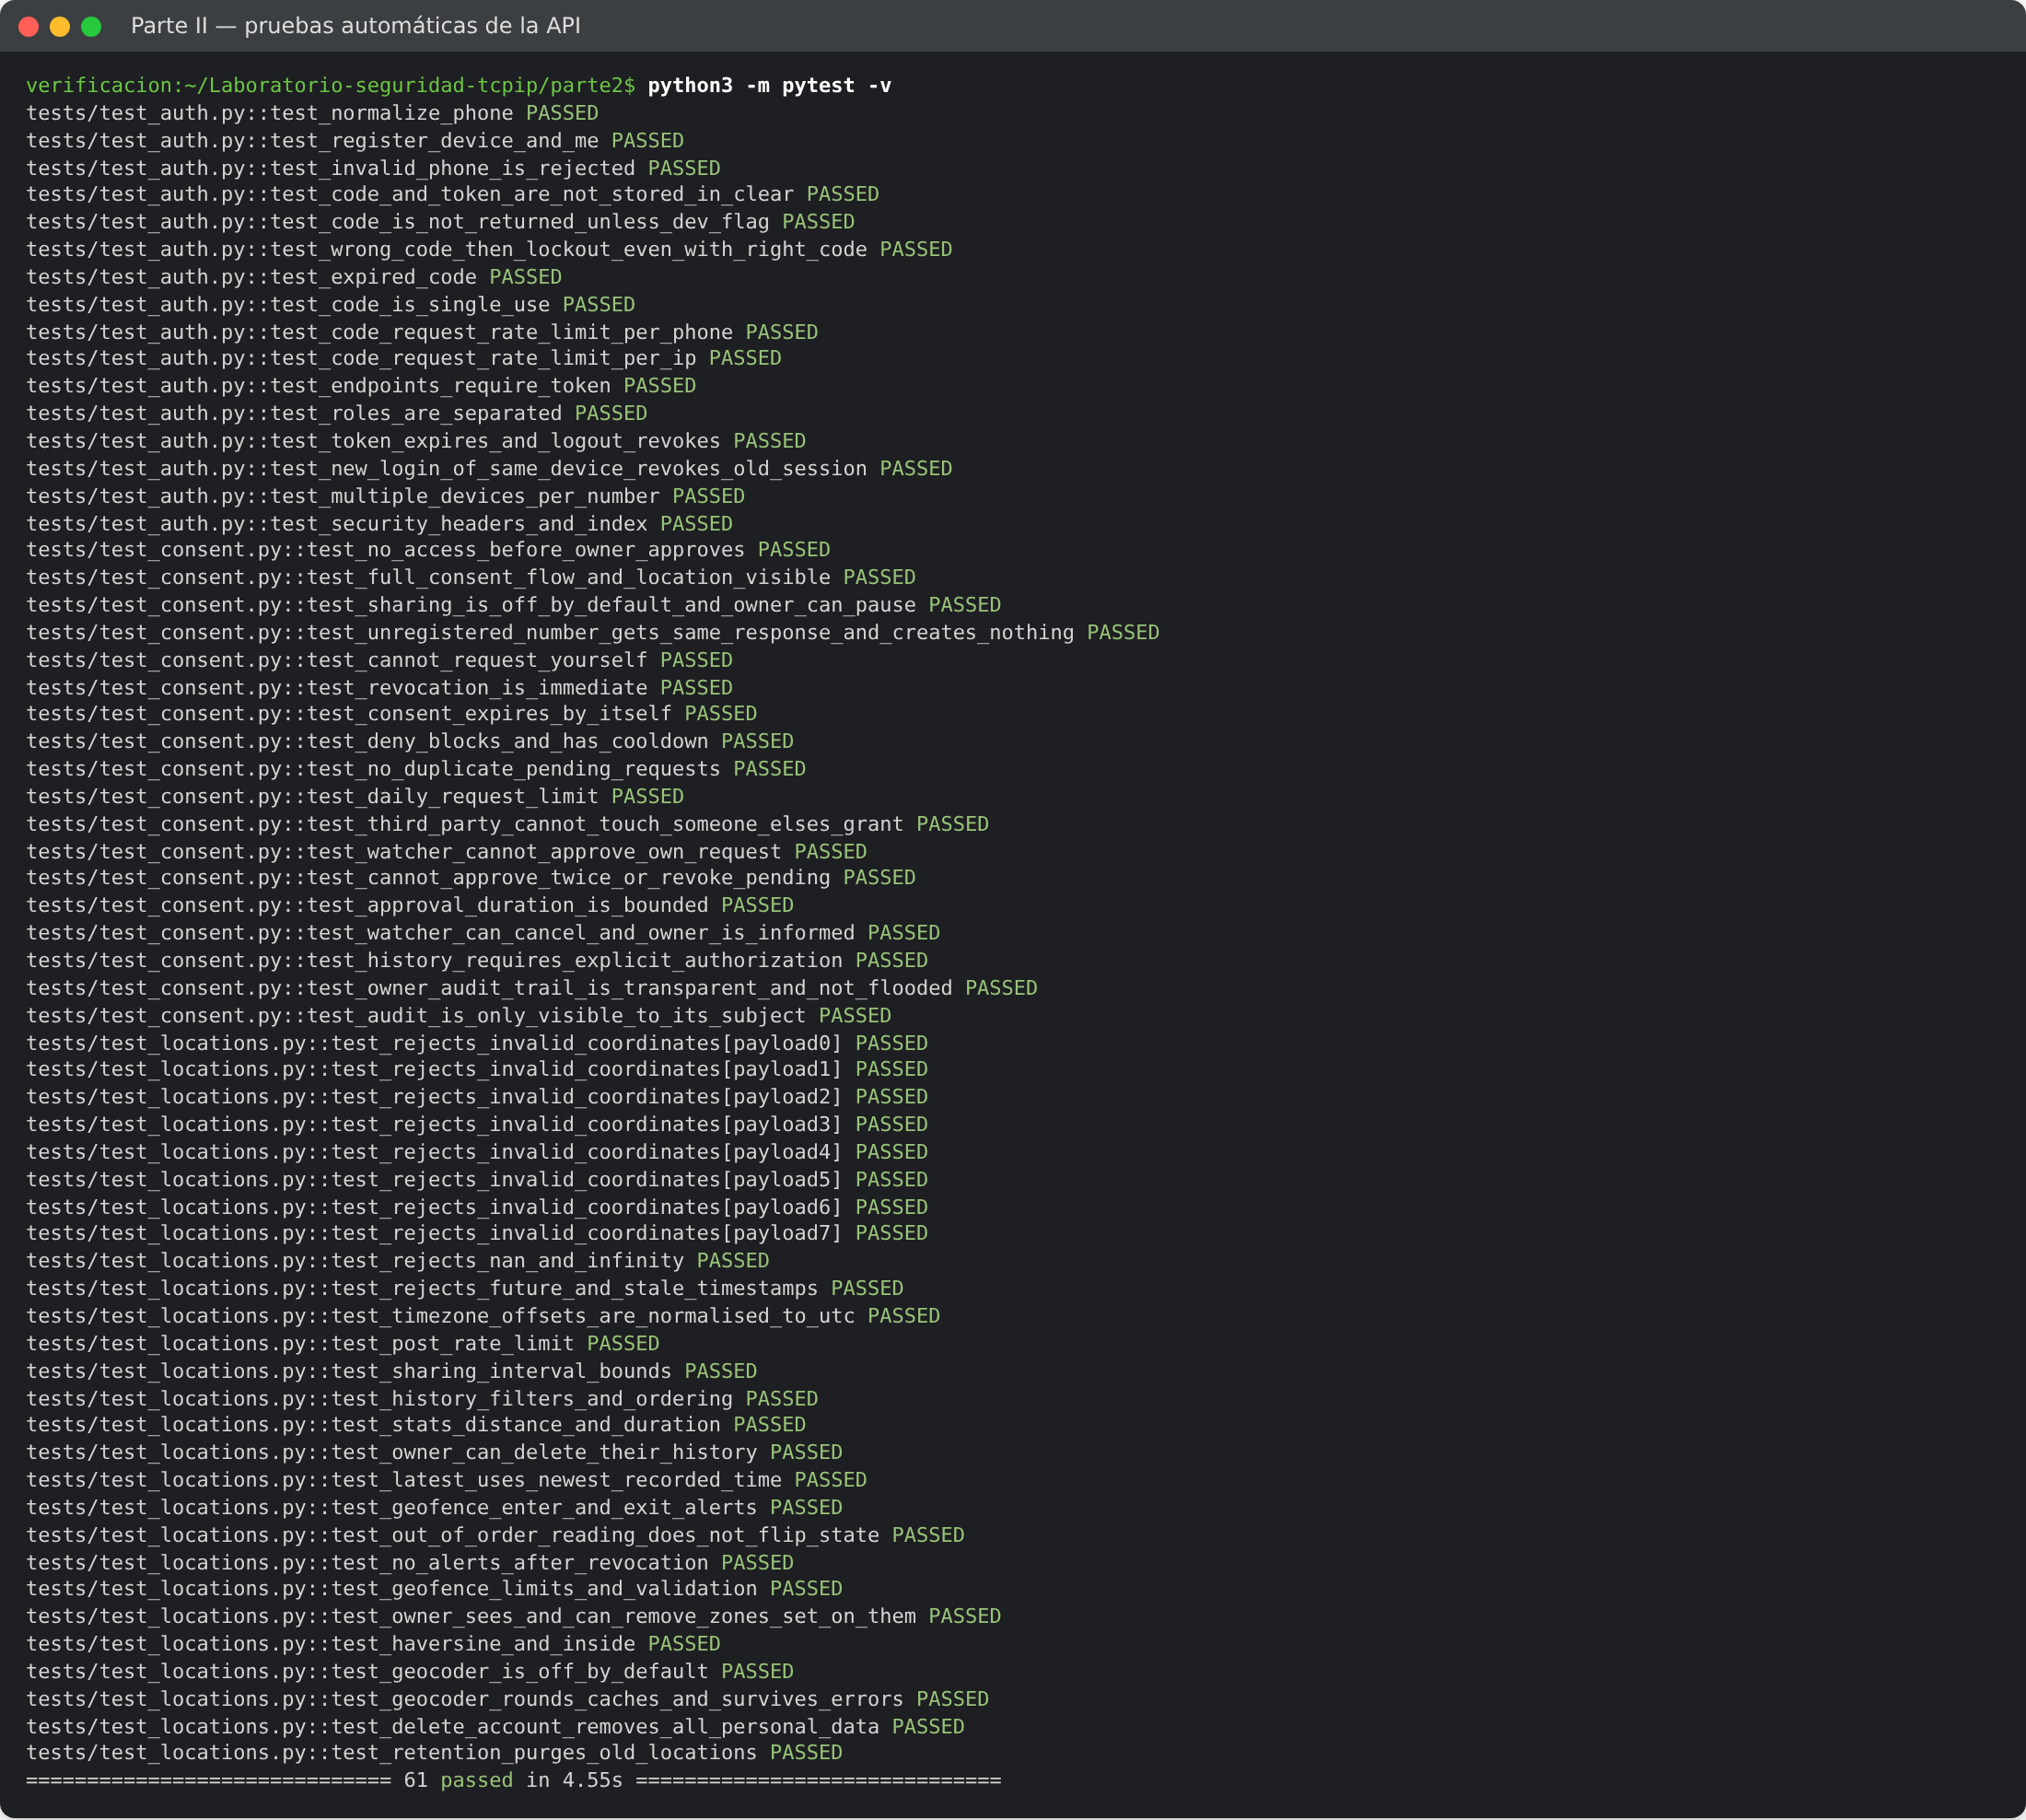 Parte II — pruebas automáticas de la API
verificacion:~/Laboratorio-seguridad-tcpip/parte2$ python3 -m pytest -v
tests/test_auth.py::test_normalize_phone PASSED
tests/test_auth.py::test_register_device_and_me PASSED
tests/test_auth.py::test_invalid_phone_is_rejected PASSED
tests/test_auth.py::test_code_and_token_are_not_stored_in_clear PASSED
tests/test_auth.py::test_code_is_not_returned_unless_dev_flag PASSED
tests/test_auth.py::test_wrong_code_then_lockout_even_with_right_code PASSED
tests/test_auth.py::test_expired_code PASSED
tests/test_auth.py::test_code_is_single_use PASSED
tests/test_auth.py::test_code_request_rate_limit_per_phone PASSED
tests/test_auth.py::test_code_request_rate_limit_per_ip PASSED
tests/test_auth.py::test_endpoints_require_token PASSED
tests/test_auth.py::test_roles_are_separated PASSED
tests/test_auth.py::test_token_expires_and_logout_revokes PASSED
tests/test_auth.py::test_new_login_of_same_device_revokes_old_session PASSED
tests/test_auth.py::test_multiple_devices_per_number PASSED
tests/test_auth.py::test_security_headers_and_index PASSED
tests/test_consent.py::test_no_access_before_owner_approves PASSED
tests/test_consent.py::test_full_consent_flow_and_location_visible PASSED
tests/test_consent.py::test_sharing_is_off_by_default_and_owner_can_pause PASSED
tests/test_consent.py::test_unregistered_number_gets_same_response_and_creates_nothing PASSED
tests/test_consent.py::test_cannot_request_yourself PASSED
tests/test_consent.py::test_revocation_is_immediate PASSED
tests/test_consent.py::test_consent_expires_by_itself PASSED
tests/test_consent.py::test_deny_blocks_and_has_cooldown PASSED
tests/test_consent.py::test_no_duplicate_pending_requests PASSED
tests/test_consent.py::test_daily_request_limit PASSED
tests/test_consent.py::test_third_party_cannot_touch_someone_elses_grant PASSED
tests/test_consent.py::test_watcher_cannot_approve_own_request PASSED
tests/test_consent.py::test_cannot_approve_twice_or_revoke_pending PASSED
tests/test_consent.py::test_approval_duration_is_bounded PASSED
tests/test_consent.py::test_watcher_can_cancel_and_owner_is_informed PASSED
tests/test_consent.py::test_history_requires_explicit_authorization PASSED
tests/test_consent.py::test_owner_audit_trail_is_transparent_and_not_flooded PASSED
tests/test_consent.py::test_audit_is_only_visible_to_its_subject PASSED
tests/test_locations.py::test_rejects_invalid_coordinates[payload0] PASSED
tests/test_locations.py::test_rejects_invalid_coordinates[payload1] PASSED
tests/test_locations.py::test_rejects_invalid_coordinates[payload2] PASSED
tests/test_locations.py::test_rejects_invalid_coordinates[payload3] PASSED
tests/test_locations.py::test_rejects_invalid_coordinates[payload4] PASSED
tests/test_locations.py::test_rejects_invalid_coordinates[payload5] PASSED
tests/test_locations.py::test_rejects_invalid_coordinates[payload6] PASSED
tests/test_locations.py::test_rejects_invalid_coordinates[payload7] PASSED
tests/test_locations.py::test_rejects_nan_and_infinity PASSED
tests/test_locations.py::test_rejects_future_and_stale_timestamps PASSED
tests/test_locations.py::test_timezone_offsets_are_normalised_to_utc PASSED
tests/test_locations.py::test_post_rate_limit PASSED
tests/test_locations.py::test_sharing_interval_bounds PASSED
tests/test_locations.py::test_history_filters_and_ordering PASSED
tests/test_locations.py::test_stats_distance_and_duration PASSED
tests/test_locations.py::test_owner_can_delete_their_history PASSED
tests/test_locations.py::test_latest_uses_newest_recorded_time PASSED
tests/test_locations.py::test_geofence_enter_and_exit_alerts PASSED
tests/test_locations.py::test_out_of_order_reading_does_not_flip_state PASSED
tests/test_locations.py::test_no_alerts_after_revocation PASSED
tests/test_locations.py::test_geofence_limits_and_validation PASSED
tests/test_locations.py::test_owner_sees_and_can_remove_zones_set_on_them PASSED
tests/test_locations.py::test_haversine_and_inside PASSED
tests/test_locations.py::test_geocoder_is_off_by_default PASSED
tests/test_locations.py::test_geocoder_rounds_caches_and_survives_errors PASSED
tests/test_locations.py::test_delete_account_removes_all_personal_data PASSED
tests/test_locations.py::test_retention_purges_old_locations PASSED
============================== 61 passed in 4.55s ==============================